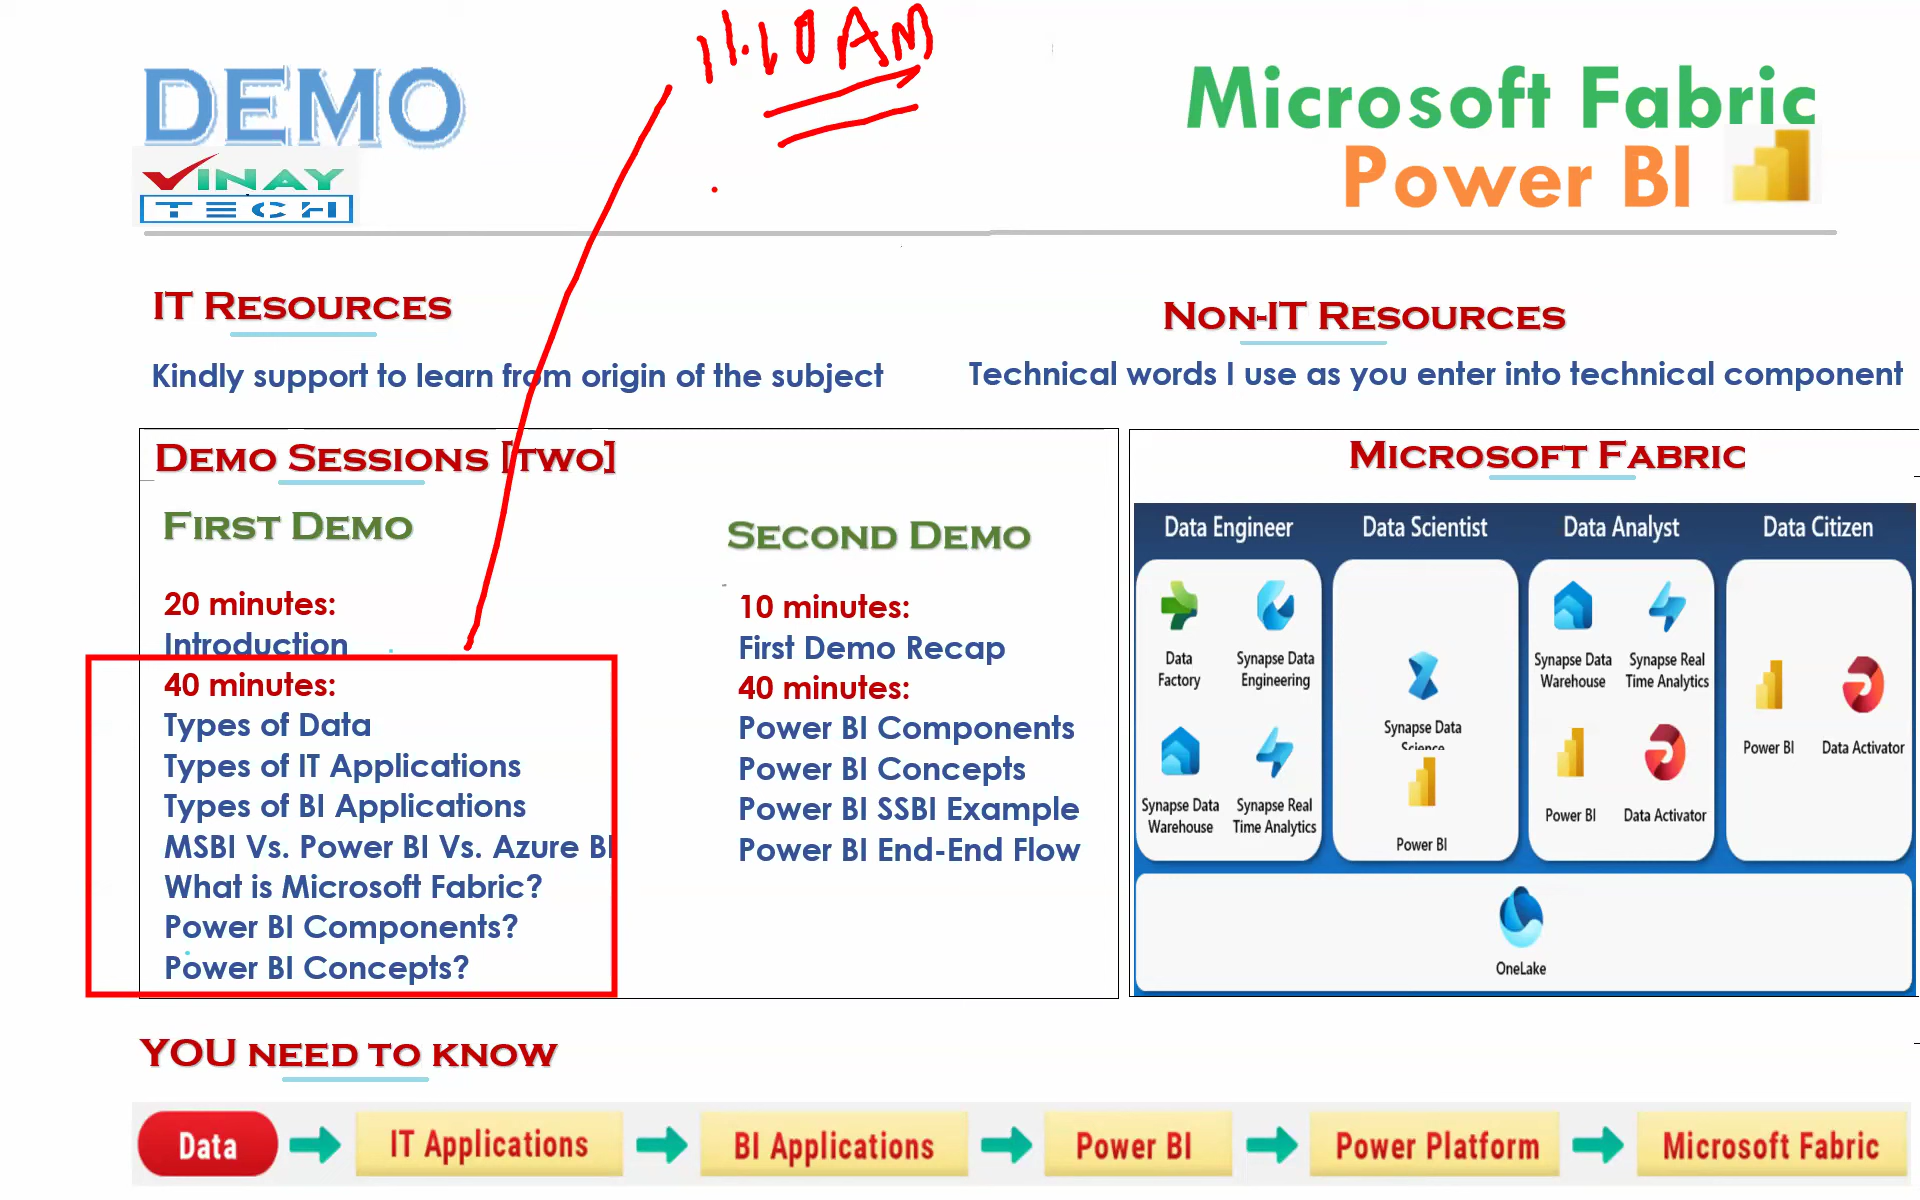 11.10 AM
DEMO
Microsoft Fabric
Power BI
VINAY
TECH
IT RESOURCES
NON-IT RESOURCES
Kindly support to learn from origin of the subject
Technical words I use as you enter into technical component
DEMO SESSIONS [TWO]
FIRST DEMO
20 minutes:
Introduction
40 minutes:
Types of Data
Types of IT Applications
Types of BI Applications
MSBI Vs. Power BI Vs. Azure BI
What is Microsoft Fabric?
Power BI Components?
Power BI Concepts?
SECOND DEMO
10 minutes:
First Demo Recap
40 minutes:
Power BI Components
Power BI Concepts
Power BI SSBI Example
Power BI End-End Flow
MICROSOFT FABRIC
Data Engineer
Data Factory
Synapse Data Engineering
Synapse Data Warehouse
Synapse Real Time Analytics
Data Scientist
Synapse Data Science
Power BI
Data Analyst
Synapse Data Warehouse
Synapse Real Time Analytics
Power BI
Data Activator
Data Citizen
Power BI
Data Activator
OneLake
YOU NEED TO KNOW
Data
IT Applications
BI Applications
Power BI
Power Platform
Microsoft Fabric